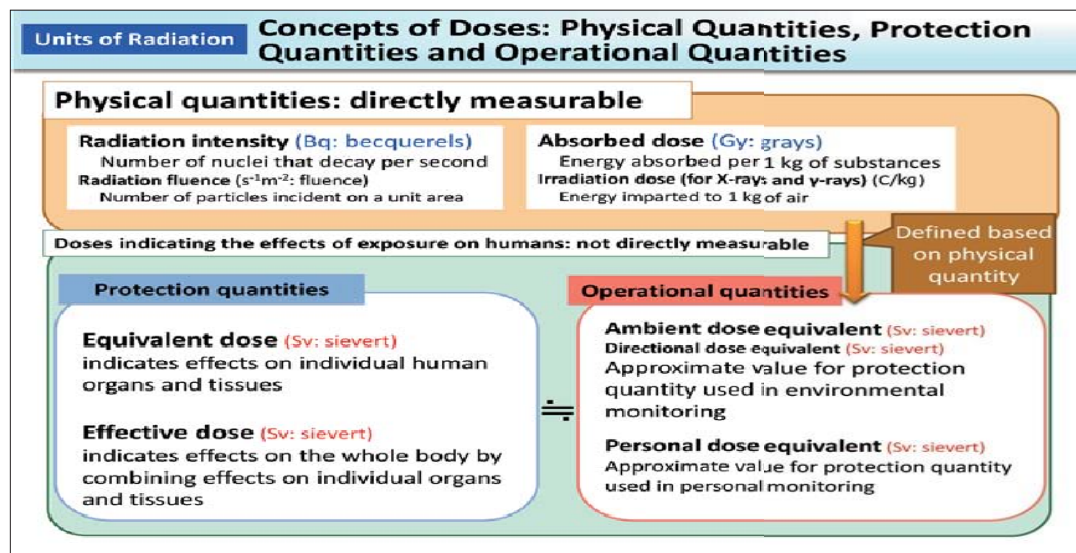 Units of Radiation
Concepts of Doses: Physical Quantities, Protection
Quantities and Operational Quantities
Physical quantities: directly measurable
Radiation intensity (Bq: becquerels)
Number of nuclei that decay per second
Radiation fluence (s⁻¹m⁻²: fluence)
Number of particles incident on a unit area
Absorbed dose (Gy: grays)
Energy absorbed per 1 kg of substances
Irradiation dose (for X-rays and γ-rays) (C/kg)
Energy imparted to 1 kg of air
Doses indicating the effects of exposure on humans: not directly measurable
Defined based
on physical
quantity
Protection quantities
Equivalent dose (Sv: sievert)
indicates effects on individual human
organs and tissues
Effective dose (Sv: sievert)
indicates effects on the whole body by
combining effects on individual organs
and tissues
≒
Operational quantities
Ambient dose equivalent (Sv: sievert)
Directional dose equivalent (Sv: sievert)
Approximate value for protection
quantity used in environmental
monitoring
Personal dose equivalent (Sv: sievert)
Approximate value for protection quantity
used in personal monitoring